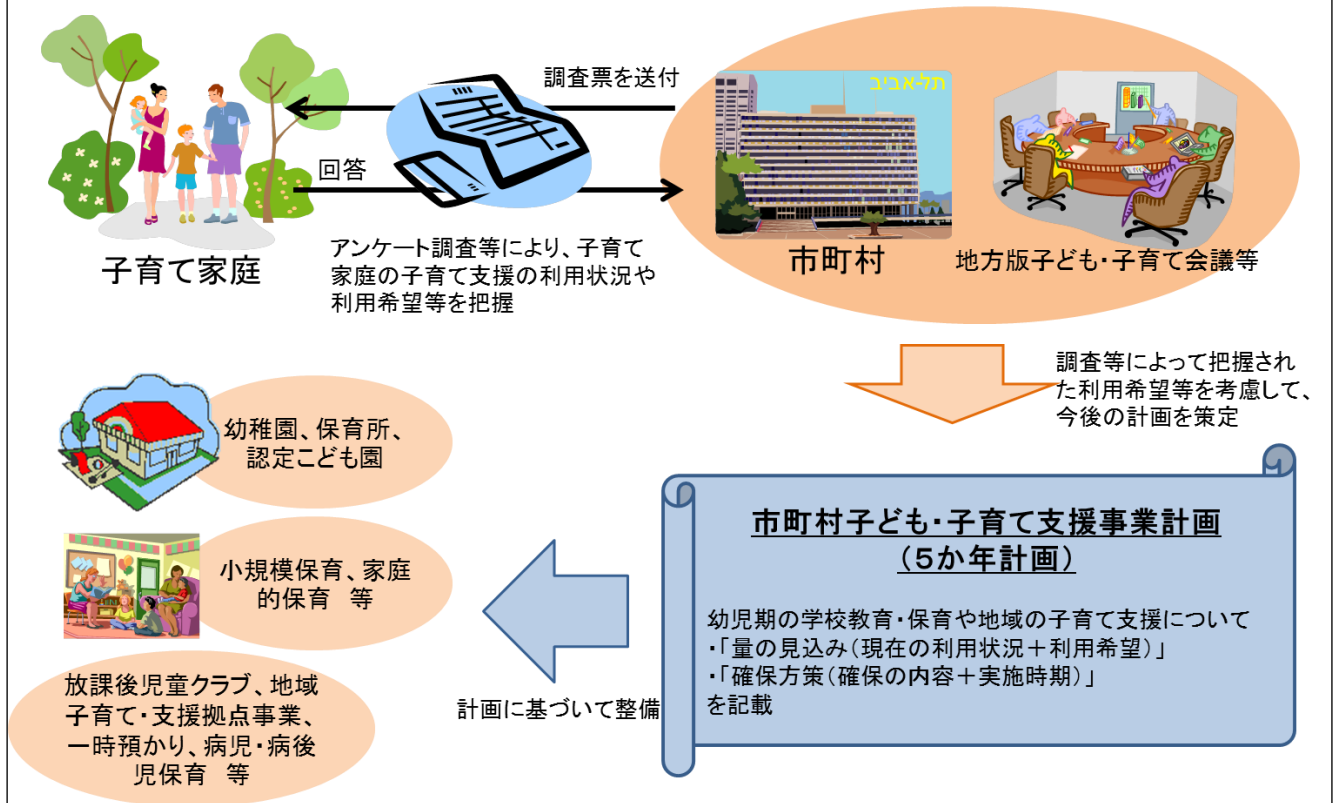 調査票を送付
תל-אביב
回答
子育て家庭
アンケート調査等により、子育て
家庭の子育て支援の利用状況や
利用希望等を把握
市町村
地方版子ども・子育て会議等
調査等によって把握され
た利用希望等を考慮して、
今後の計画を策定
幼稚園、保育所、
認定こども園
小規模保育、家庭
的保育　等
放課後児童クラブ、地域
子育て・支援拠点事業、
一時預かり、病児・病後
児保育　等
計画に基づいて整備
市町村子ども・子育て支援事業計画
(5か年計画)
幼児期の学校教育・保育や地域の子育て支援について
・「量の見込み(現在の利用状況＋利用希望)」
・「確保方策(確保の内容＋実施時期)」
を記載